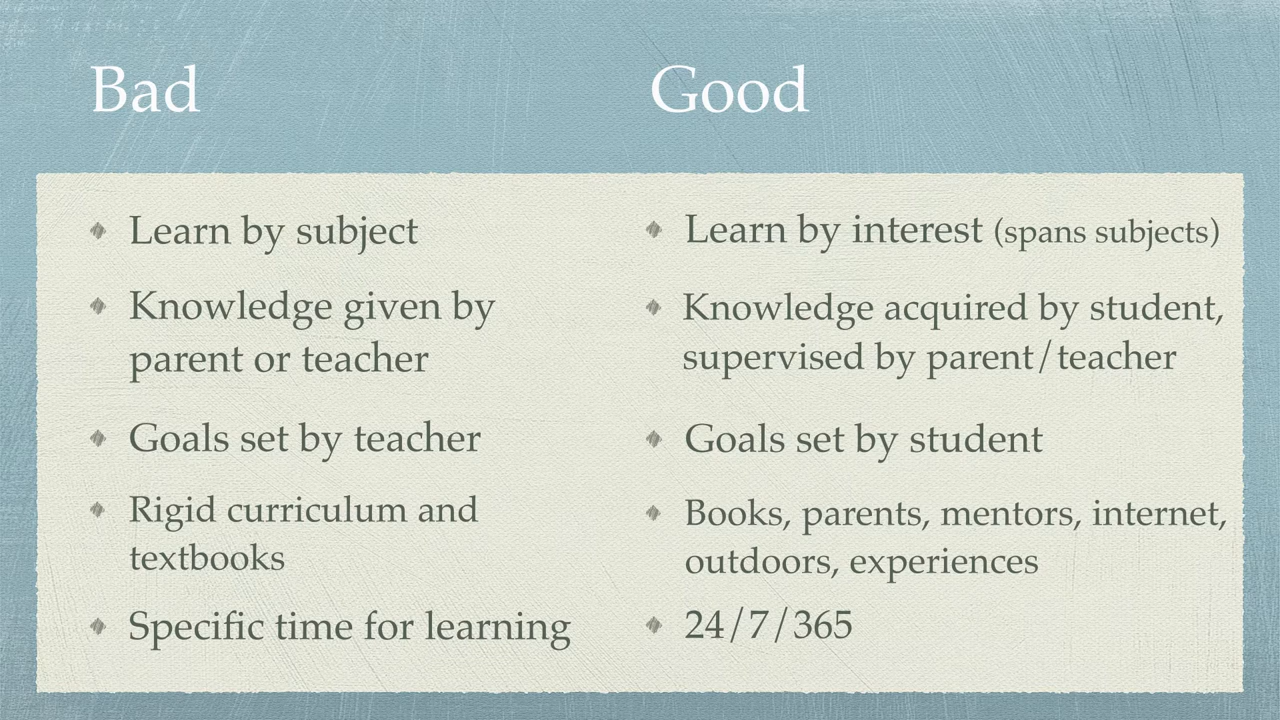 Bad
Good
Learn by subject
Knowledge given by
parent or teacher
Goals set by teacher
Rigid curriculum and
textbooks
Specific time for learning
Learn by interest (spans subjects)
Knowledge acquired by student,
supervised by parent/teacher
Goals set by student
Books, parents, mentors, internet,
outdoors, experiences
24/7/365